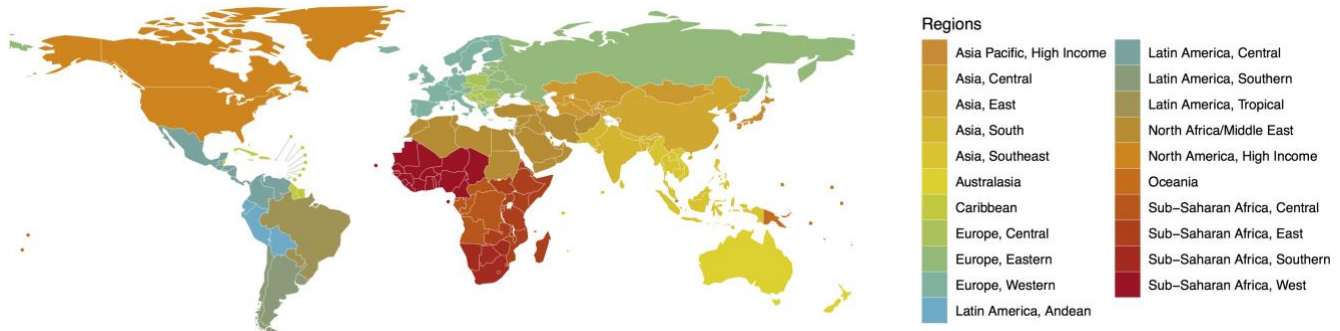 Regions
Asia Pacific, High Income
Asia, Central
Asia, East
Asia, South
Asia, Southeast
Australasia
Caribbean
Europe, Central
Europe, Eastern
Europe, Western
Latin America, Andean
Latin America, Central
Latin America, Southern
Latin America, Tropical
North Africa/Middle East
North America, High Income
Oceania
Sub−Saharan Africa, Central
Sub−Saharan Africa, East
Sub−Saharan Africa, Southern
Sub−Saharan Africa, West